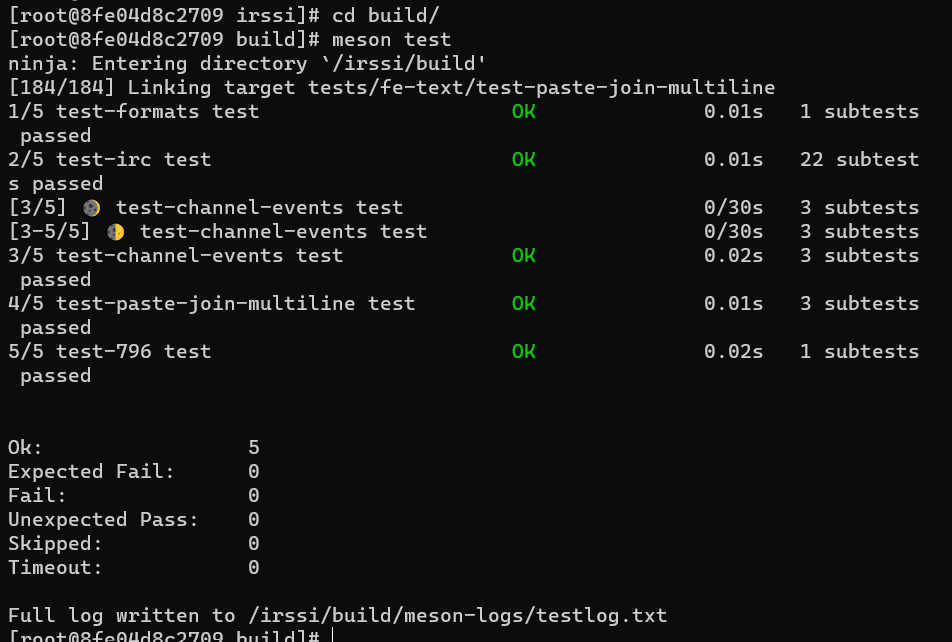 [root@8fe04d8c2709 irssi]# cd build/
[root@8fe04d8c2709 build]# meson test
ninja: Entering directory `/irssi/build'
[184/184] Linking target tests/fe-text/test-paste-join-multiline
1/5 test-formats test OK 0.01s 1 subtests
passed
2/5 test-irc test OK 0.01s 22 subtest
s passed
[3/5] 🌖 test-channel-events test 0/30s 3 subtests
[3-5/5] 🌗 test-channel-events test 0/30s 3 subtests
3/5 test-channel-events test OK 0.02s 3 subtests
passed
4/5 test-paste-join-multiline test OK 0.01s 3 subtests
passed
5/5 test-796 test OK 0.02s 1 subtests
passed
Ok: 5
Expected Fail: 0
Fail: 0
Unexpected Pass: 0
Skipped: 0
Timeout: 0
Full log written to /irssi/build/meson-logs/testlog.txt
[root@8fe04d8c2709 build]#